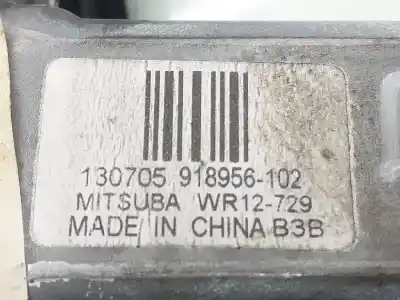 130705 918956-102
MITSUBA WR12-729
MADE IN CHINA B3B